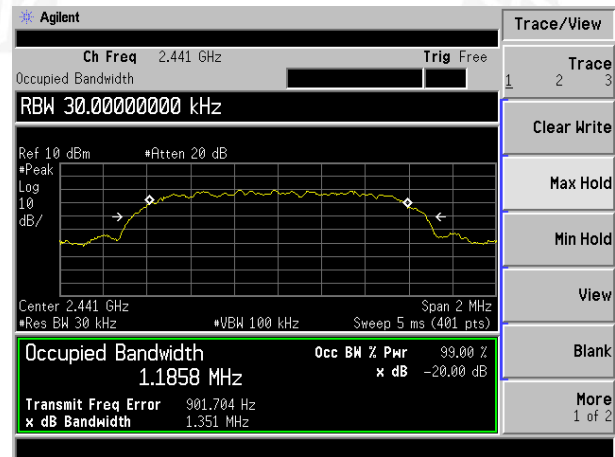 Agilent
Trace/View
Ch Freq 2.441 GHz Trig Free
Occupied Bandwidth
Trace
1 2 3
RBW 30.00000000 kHz
Clear Write
Ref 10 dBm #Atten 20 dB
#Peak
Log
10
dB/
Max Hold
Min Hold
Center 2.441 GHz Span 2 MHz
#Res BW 30 kHz #VBW 100 kHz Sweep 5 ms (401 pts)
View
Occupied Bandwidth Occ BW % Pwr 99.00 %
1.1858 MHz x dB -20.00 dB
Blank
Transmit Freq Error 901.704 Hz
x dB Bandwidth 1.351 MHz
More
1 of 2